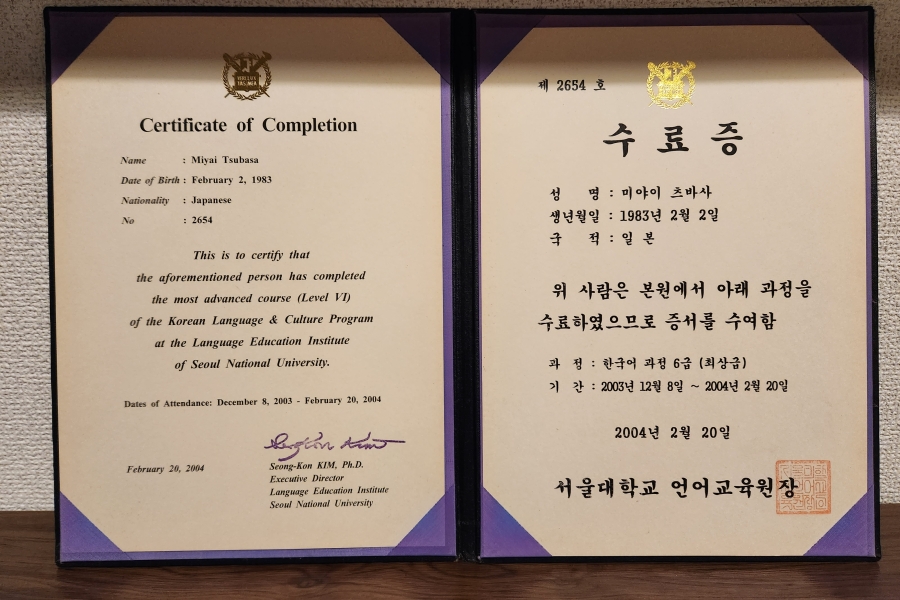 Certificate of Completion
Name : Miyai Tsubasa
Date of Birth : February 2, 1983
Nationality : Japanese
No : 2654
This is to certify that
the aforementioned person has completed
the most advanced course (Level VI)
of the Korean Language & Culture Program
at the Language Education Institute
of Seoul National University.
Dates of Attendance: December 8, 2003 - February 20, 2004
February 20, 2004
Seong-Kon KIM, Ph.D.
Executive Director
Language Education Institute
Seoul National University
제 2654 호
수료증
성 명 : 미야이 츠바사
생년월일 : 1983년 2월 2일
국 적 : 일 본
위 사람은 본원에서 아래 과정을
수료하였으므로 증서를 수여함
과 정 : 한국어 과정 6급 (최상급)
기 간 : 2003년 12월 8일 ~ 2004년 2월 20일
2004년 2월 20일
서울대학교 언어교육원장